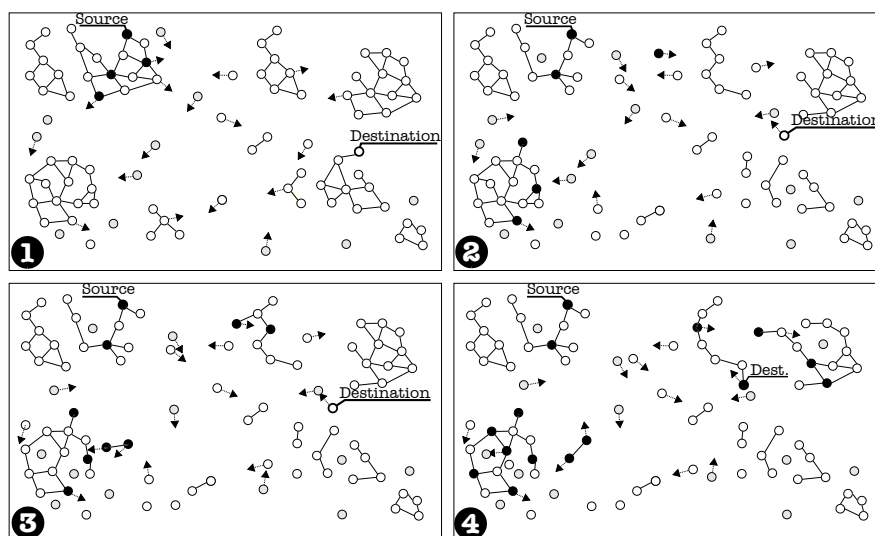 Source
Destination
1
Source
Destination
2
Source
Destination
3
Source
Dest.
4